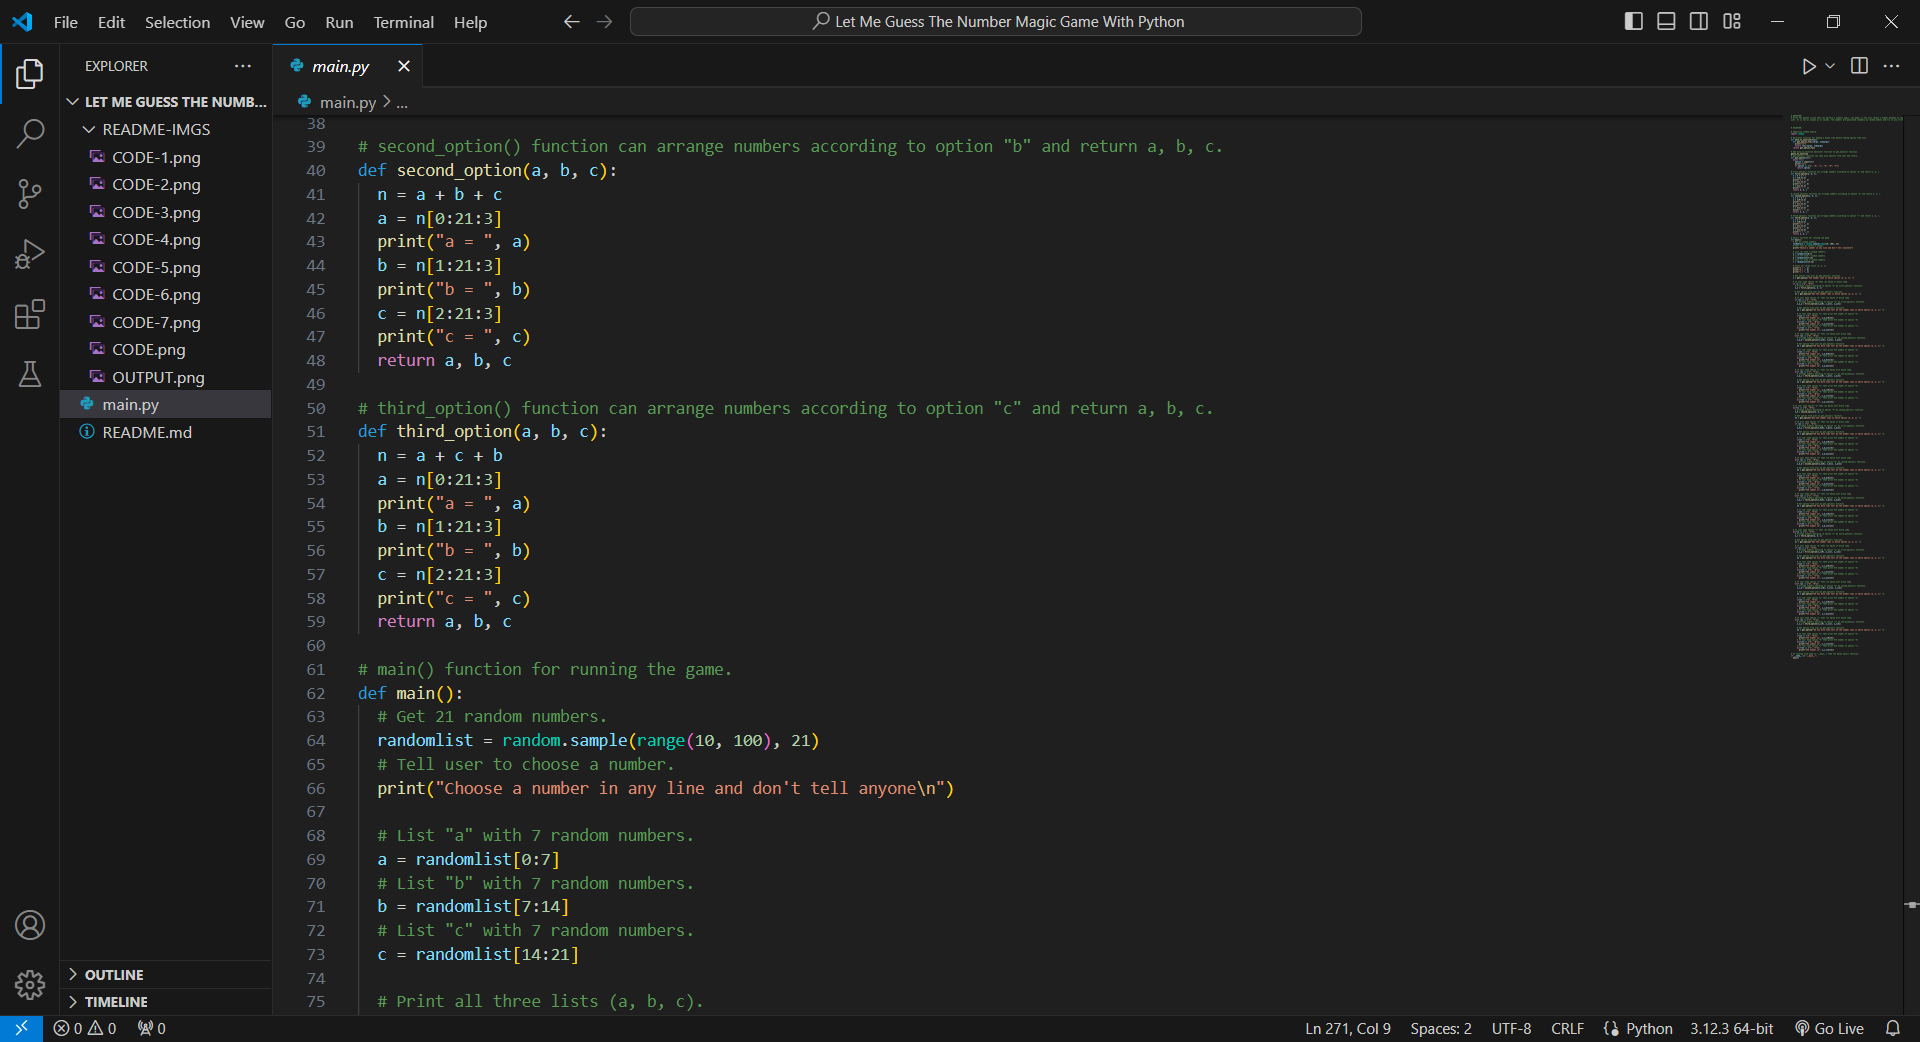 File Edit Selection View Go Run Terminal Help
Let Me Guess The Number Magic Game With Python
EXPLORER
LET ME GUESS THE NUMB...
README-IMGS
CODE-1.png
CODE-2.png
CODE-3.png
CODE-4.png
CODE-5.png
CODE-6.png
CODE-7.png
CODE.png
OUTPUT.png
main.py
README.md
OUTLINE
TIMELINE
main.py
main.py > ...
38
39 # second_option() function can arrange numbers according to option "b" and return a, b, c.
40 def second_option(a, b, c):
41 n = a + b + c
42 a = n[0:21:3]
43 print("a = ", a)
44 b = n[1:21:3]
45 print("b = ", b)
46 c = n[2:21:3]
47 print("c = ", c)
48 return a, b, c
49
50 # third_option() function can arrange numbers according to option "c" and return a, b, c.
51 def third_option(a, b, c):
52 n = a + c + b
53 a = n[0:21:3]
54 print("a = ", a)
55 b = n[1:21:3]
56 print("b = ", b)
57 c = n[2:21:3]
58 print("c = ", c)
59 return a, b, c
60
61 # main() function for running the game.
62 def main():
63 # Get 21 random numbers.
64 randomlist = random.sample(range(10, 100), 21)
65 # Tell user to choose a number.
66 print("Choose a number in any line and don't tell anyone\n")
67
68 # List "a" with 7 random numbers.
69 a = randomlist[0:7]
70 # List "b" with 7 random numbers.
71 b = randomlist[7:14]
72 # List "c" with 7 random numbers.
73 c = randomlist[14:21]
74
75 # Print all three lists (a, b, c).
0 0 0 Ln 271, Col 9 Spaces: 2 UTF-8 CRLF Python 3.12.3 64-bit Go Live